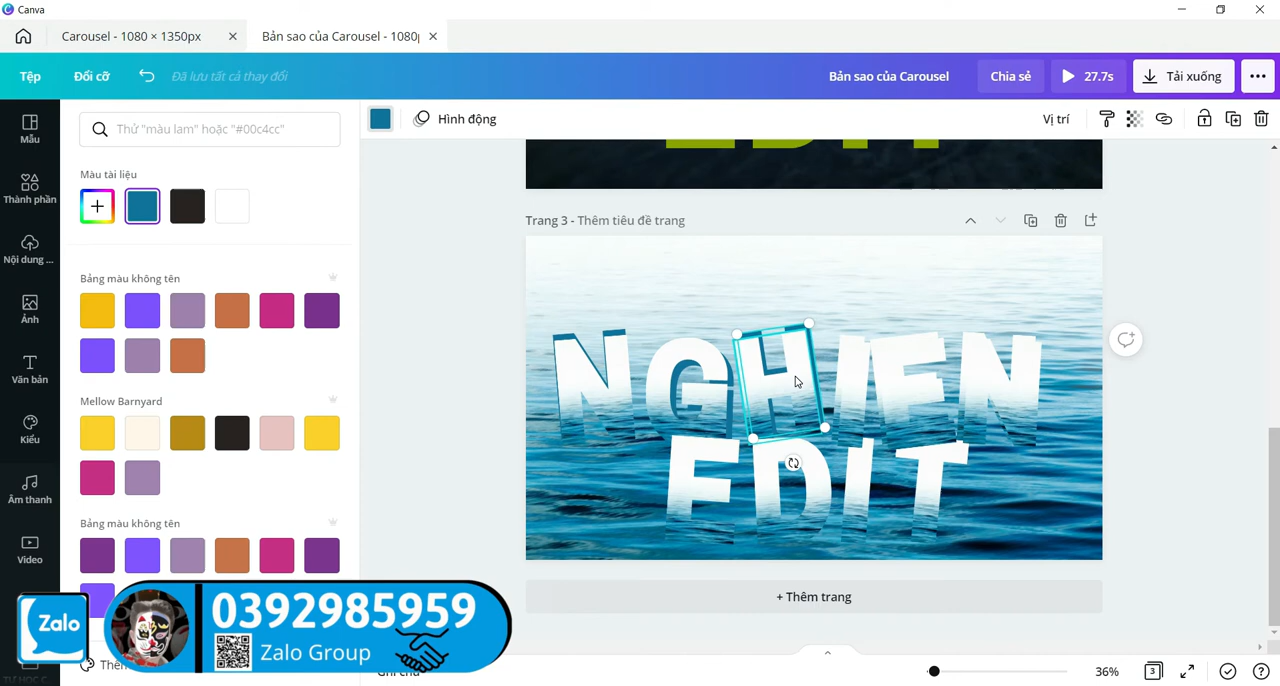 Canva
Carousel - 1080 × 1350px
Bản sao của Carousel - 1080
Tệp
Đổi cỡ
Đã lưu tất cả thay đổi
Bản sao của Carousel
Chia sẻ
27.7s
Tải xuống
Mẫu
Thành phần
Nội dung ...
Ảnh
Văn bản
Kiểu
Âm thanh
Video
TỰ HỌC C...
Thử "màu lam" hoặc "#00c4cc"
Màu tài liệu
Bảng màu không tên
Mellow Barnyard
Bảng màu không tên
Hình động
Vị trí
EDIT
Trang 3 - Thêm tiêu đề trang
NGHIEN
EDIT
+ Thêm trang
Zalo
0392985959
Zalo Group
Ghi chú
36%
3